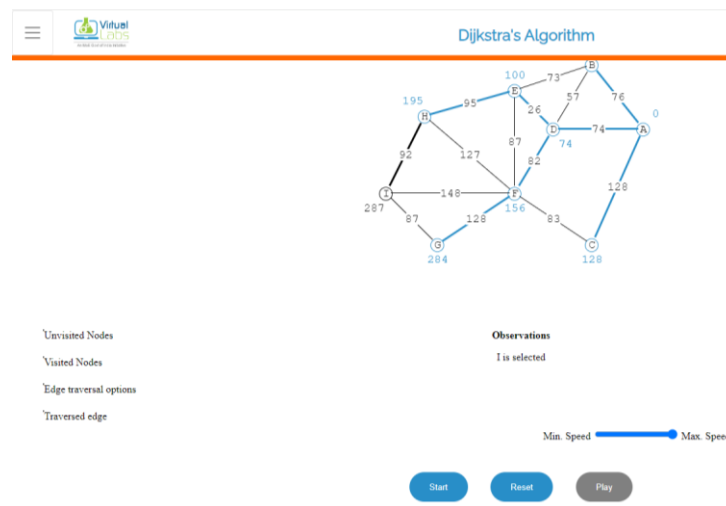 Virtual
Labs
Dijkstra's Algorithm
B
100
73
E
76
195
95
57
0
26
H
D
74
A
74
87
92
127
82
128
I
148
F
287
156
87
128
83
G
C
284
128
Unvisited Nodes
Observations
Visited Nodes
I is selected
Edge traversal options
Traversed edge
Min. Speed
Max. Spee
Start
Reset
Play